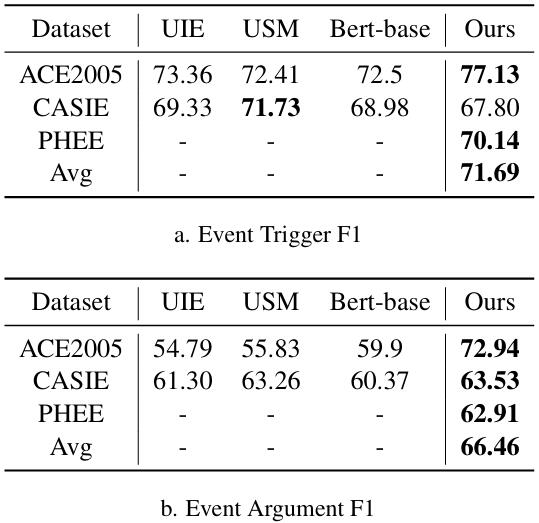 Dataset UIE USM Bert-base Ours
ACE2005 73.36 72.41 72.5 77.13
CASIE 69.33 71.73 68.98 67.80
PHEE - - - 70.14
Avg - - - 71.69
a. Event Trigger F1
Dataset UIE USM Bert-base Ours
ACE2005 54.79 55.83 59.9 72.94
CASIE 61.30 63.26 60.37 63.53
PHEE - - - 62.91
Avg - - - 66.46
b. Event Argument F1